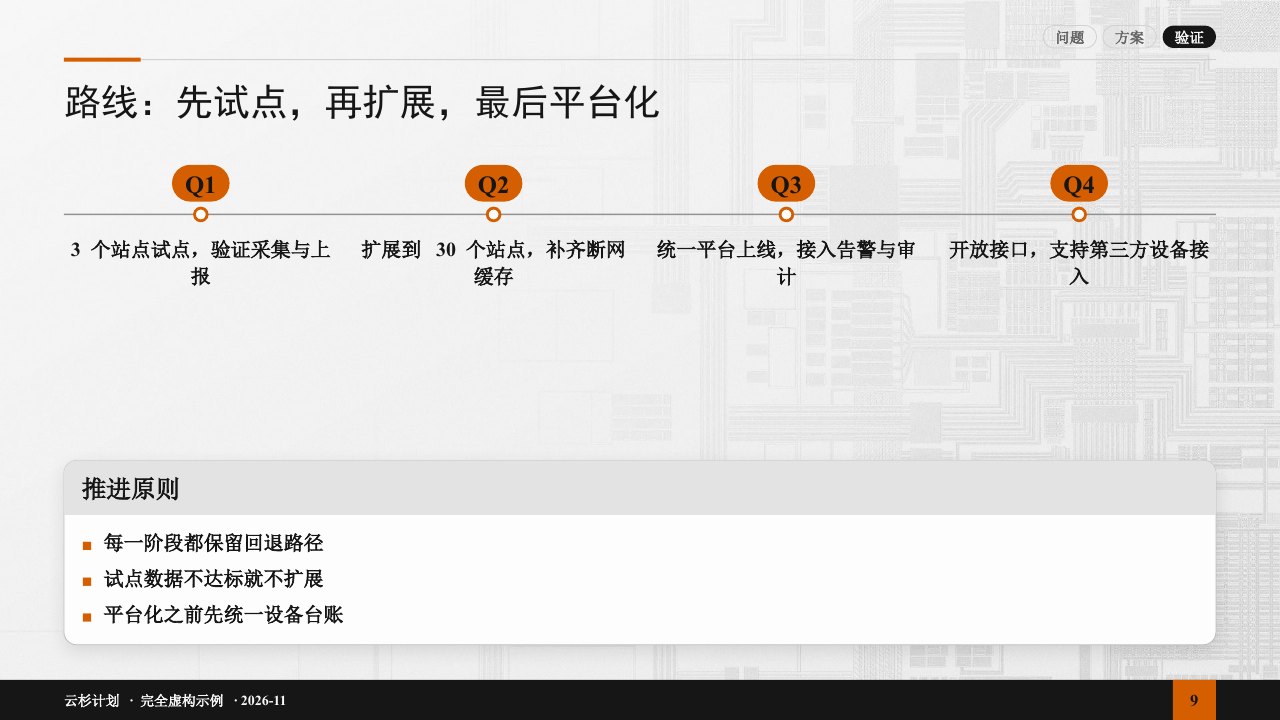 问题 方案 验证
路线：先试点，再扩展，最后平台化
Q1 Q2 Q3 Q4
3 个站点试点，验证采集与上
报
扩展到 30 个站点，补齐断网
缓存
统一平台上线，接入告警与审
计
开放接口，支持第三方设备接
入
推进原则
每一阶段都保留回退路径
试点数据不达标就不扩展
平台化之前先统一设备台账
云杉计划 · 完全虚构示例 · 2026-11
9